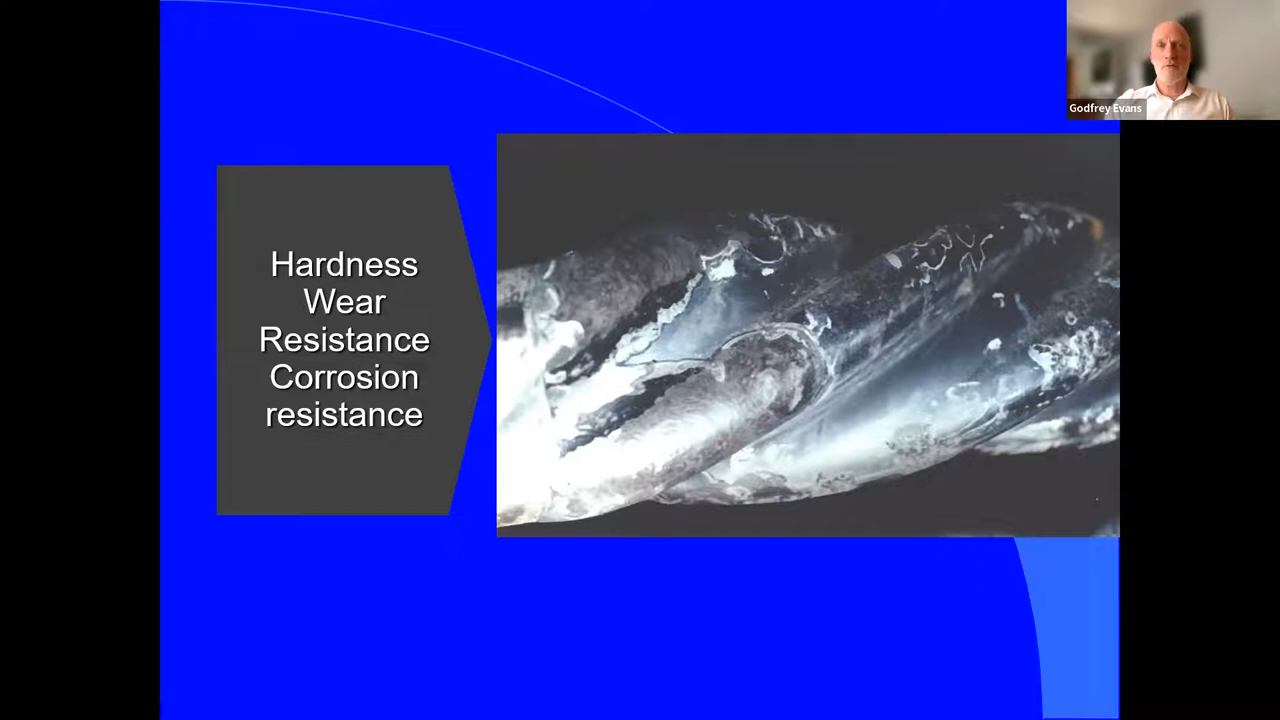 Godfrey Evans
Hardness
Wear
Resistance
Corrosion
resistance